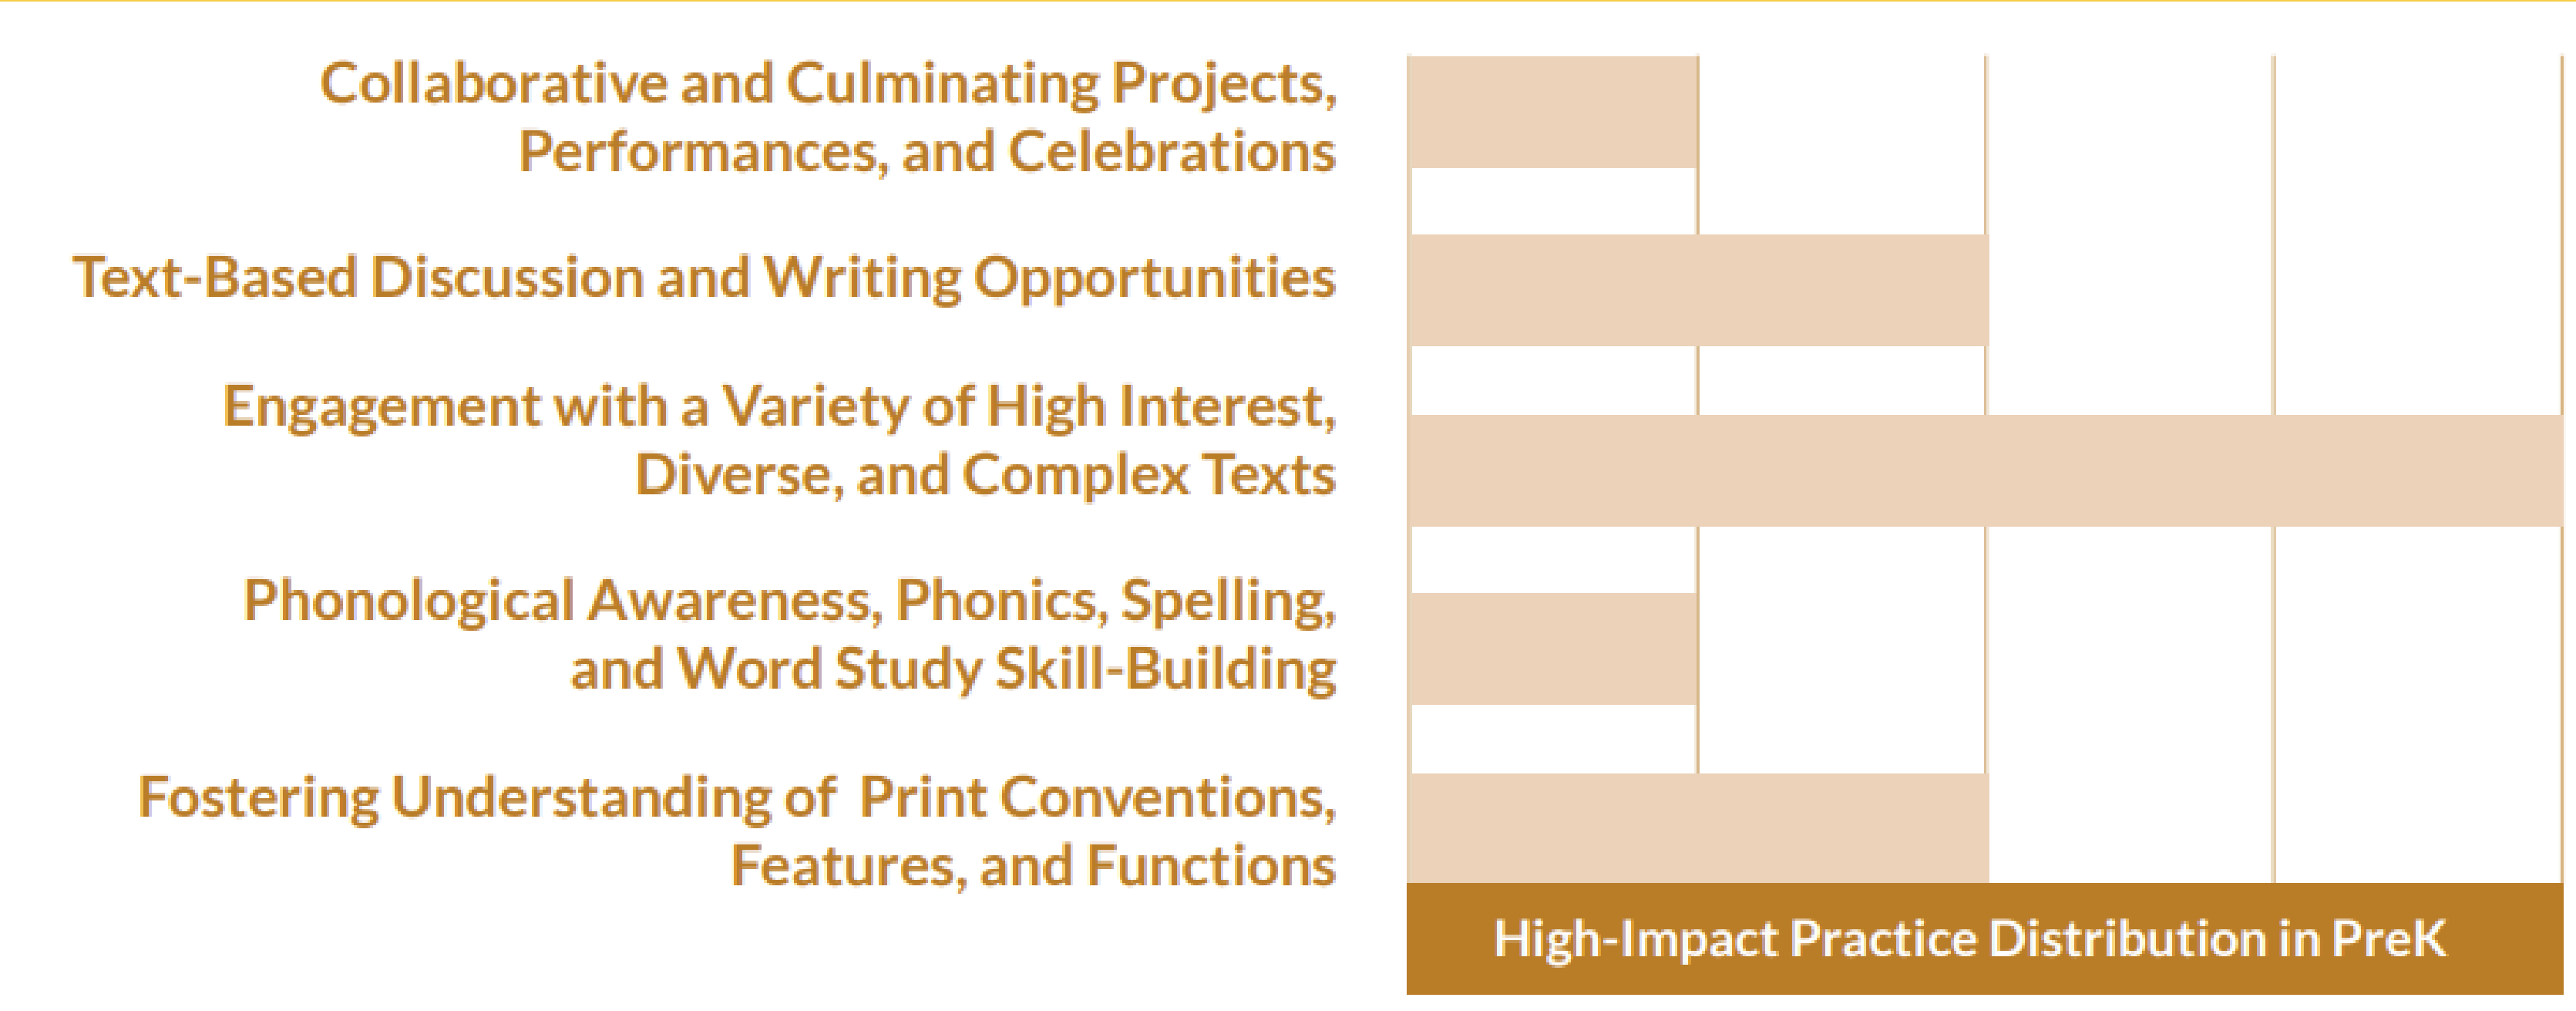 Collaborative and Culminating Projects,
Performances, and Celebrations
Text-Based Discussion and Writing Opportunities
Engagement with a Variety of High Interest,
Diverse, and Complex Texts
Phonological Awareness, Phonics, Spelling,
and Word Study Skill-Building
Fostering Understanding of  Print Conventions,
Features, and Functions
High-Impact Practice Distribution in PreK